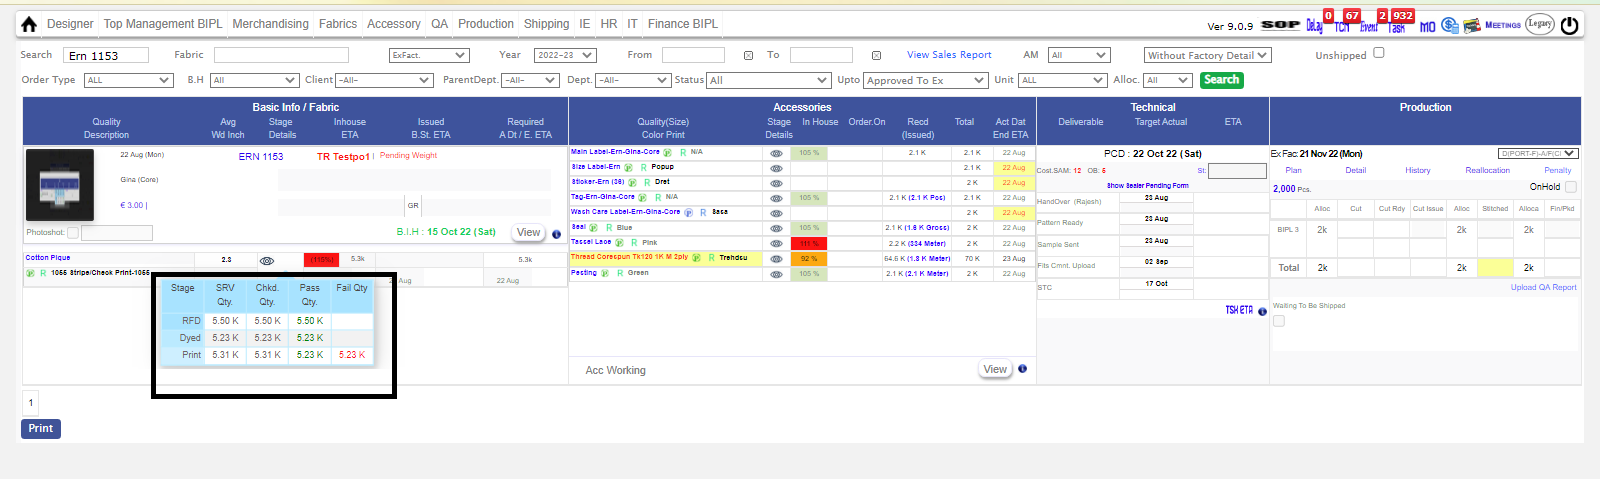 Designer Top Management BIPL Merchandising Fabrics Accessory QA Production Shipping IE HR IT Finance BIPL
Ver 9.0.9 SOP Delay 0 TCM 67 Event 2 Task 932 MO MEETINGS Legacy
Search Ern 1153 Fabric ExFact. Year 2022-23 From To View Sales Report AM All Without Factory Detail Unshipped
Order Type ALL B.H All Client -All- ParentDept. -All- Dept. -All- Status All Upto Approved To Ex Unit ALL Alloc. All Search
Basic Info / Fabric Accessories Technical Production
Quality Avg Stage Inhouse Issued Required
Description Wd Inch Details ETA B.St. ETA A Dt / E. ETA
Quality(Size) Stage In House Order.On Recd Total Act Dat
Color Print Details (Issued) End ETA
Deliverable Target Actual ETA
22 Aug (Mon) ERN 1153 TR Testpo1 | Pending Weight
Gina (Core)
€ 3.00 |
GR
Photoshot: B.I.H : 15 Oct 22 (Sat) View
Cotton Pique 2.3 (115%) 5.3k 5.3k
R 1055 Stripe/Check Print-1055 Aug 22 Aug
Stage SRV Qty. Chkd. Qty. Pass Qty. Fail Qty
RFD 5.50 K 5.50 K 5.50 K
Dyed 5.23 K 5.23 K 5.23 K
Print 5.31 K 5.31 K 5.23 K 5.23 K
Main Label-Ern-Gina-Core R N/A 105 % 2.1 K 2.1 K 22 Aug
Size Label-Ern R Popup 2.1 K 22 Aug
Sticker-Ern (36) R Dret 2 K 22 Aug
Tag-Ern-Gina-Core R N/A 105 % 2.1 K (2.1 K Pcs) 2.1 K 22 Aug
Wash Care Label-Ern-Gina-Core R Sasa 2 K 22 Aug
Seal R Blue 105 % 2.1 K (1.6 K Gross) 2 K 22 Aug
Tassel Lace R Pink 111 % 2.2 K (334 Meter) 2 K 22 Aug
Thread Corespun Tk120 1K M 2ply R Trehdsu 92 % 64.6 K (1.8 K Meter) 70 K 23 Aug
Pasting R Green 105 % 2.1 K (2.1 K Meter) 2 K 22 Aug
Acc Working View
PCD : 22 Oct 22 (Sat)
Cost.SAM: 12 OB: 5 St:
Show Sealer Pending Form
HandOver (Rajesh) 23 Aug
Pattern Ready 23 Aug
Sample Sent 23 Aug
Fits Cmnt. Upload 02 Sep
STC 17 Oct
TSK ETA
Ex Fac: 21 Nov 22 (Mon)
Plan Detail History Reallocation Penalty
2,000 Pcs. OnHold
Alloc Cut Cut Rdy Cut Issue Alloc Stitched Alloca Fin/Pkd
BIPL 3 2k 2k 2k
Total 2k 2k 2k
Upload QA Report
Waiting To Be Shipped
1
Print